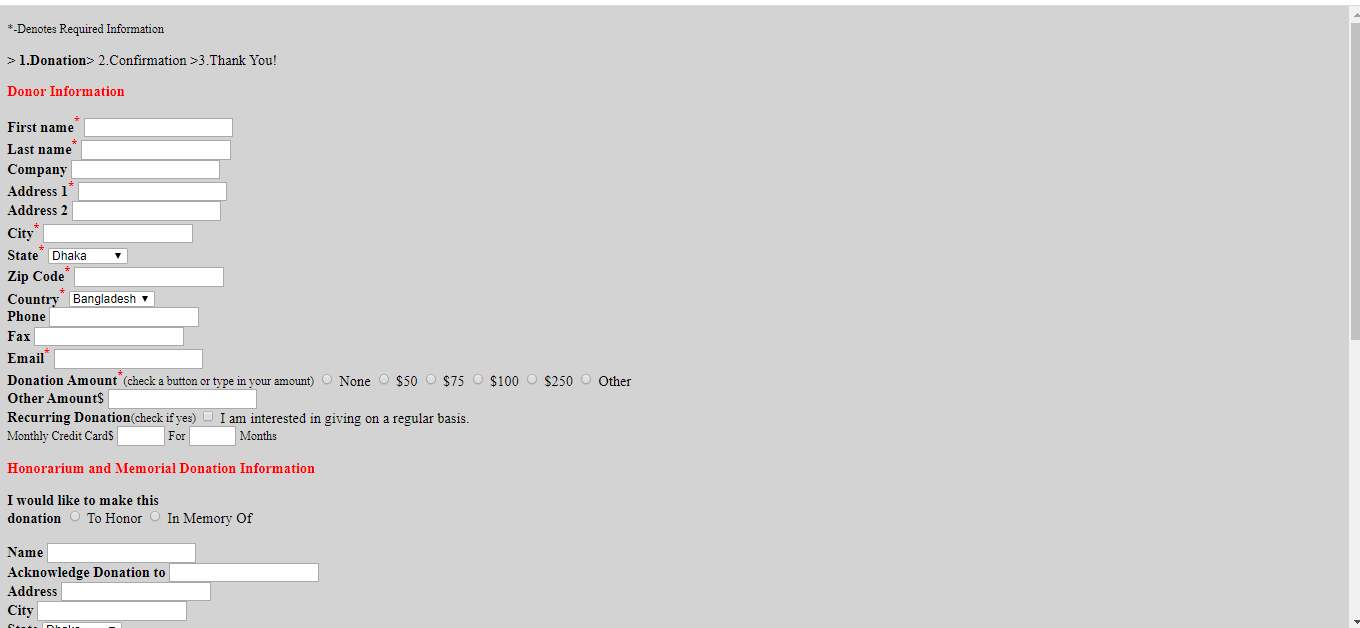 *-Denotes Required Information
> 1.Donation> 2.Confirmation >3.Thank You!
Donor Information
First name*
Last name*
Company
Address 1*
Address 2
City*
State* Dhaka
Zip Code*
Country* Bangladesh
Phone
Fax
Email*
Donation Amount*(check a button or type in your amount) None $50 $75 $100 $250 Other
Other Amount$
Recurring Donation(check if yes) I am interested in giving on a regular basis.
Monthly Credit Card$ For Months
Honorarium and Memorial Donation Information
I would like to make this
donation To Honor In Memory Of
Name
Acknowledge Donation to
Address
City
State Dhaka